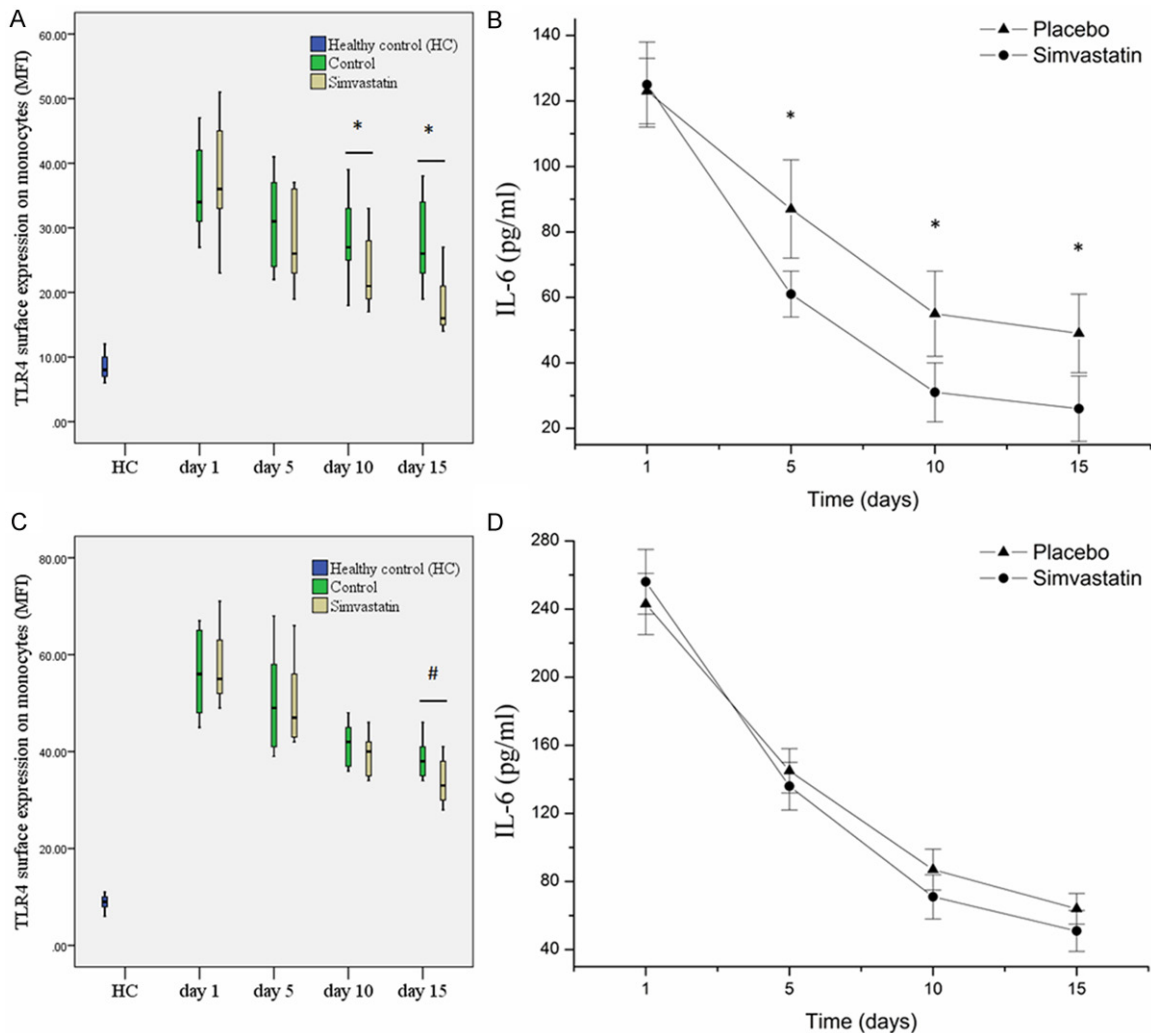 A
TLR4 surface expression on monocytes (MFI)
60.00
50.00
40.00
30.00
20.00
10.00
.00
Healthy control (HC)
Control
Simvastatin
*
*
HC
day 1
day 5
day 10
day 15
B
IL-6 (pg/ml)
140
120
100
80
60
40
20
Placebo
Simvastatin
*
*
*
1
5
10
15
Time (days)
C
TLR4 surface expression on monocytes (MFI)
80.00
60.00
40.00
20.00
.00
Healthy control (HC)
Control
Simvastatin
#
HC
day 1
day 5
day 10
day 15
D
IL-6 (pg/ml)
280
240
200
160
120
80
40
Placebo
Simvastatin
1
5
10
15
Time (days)